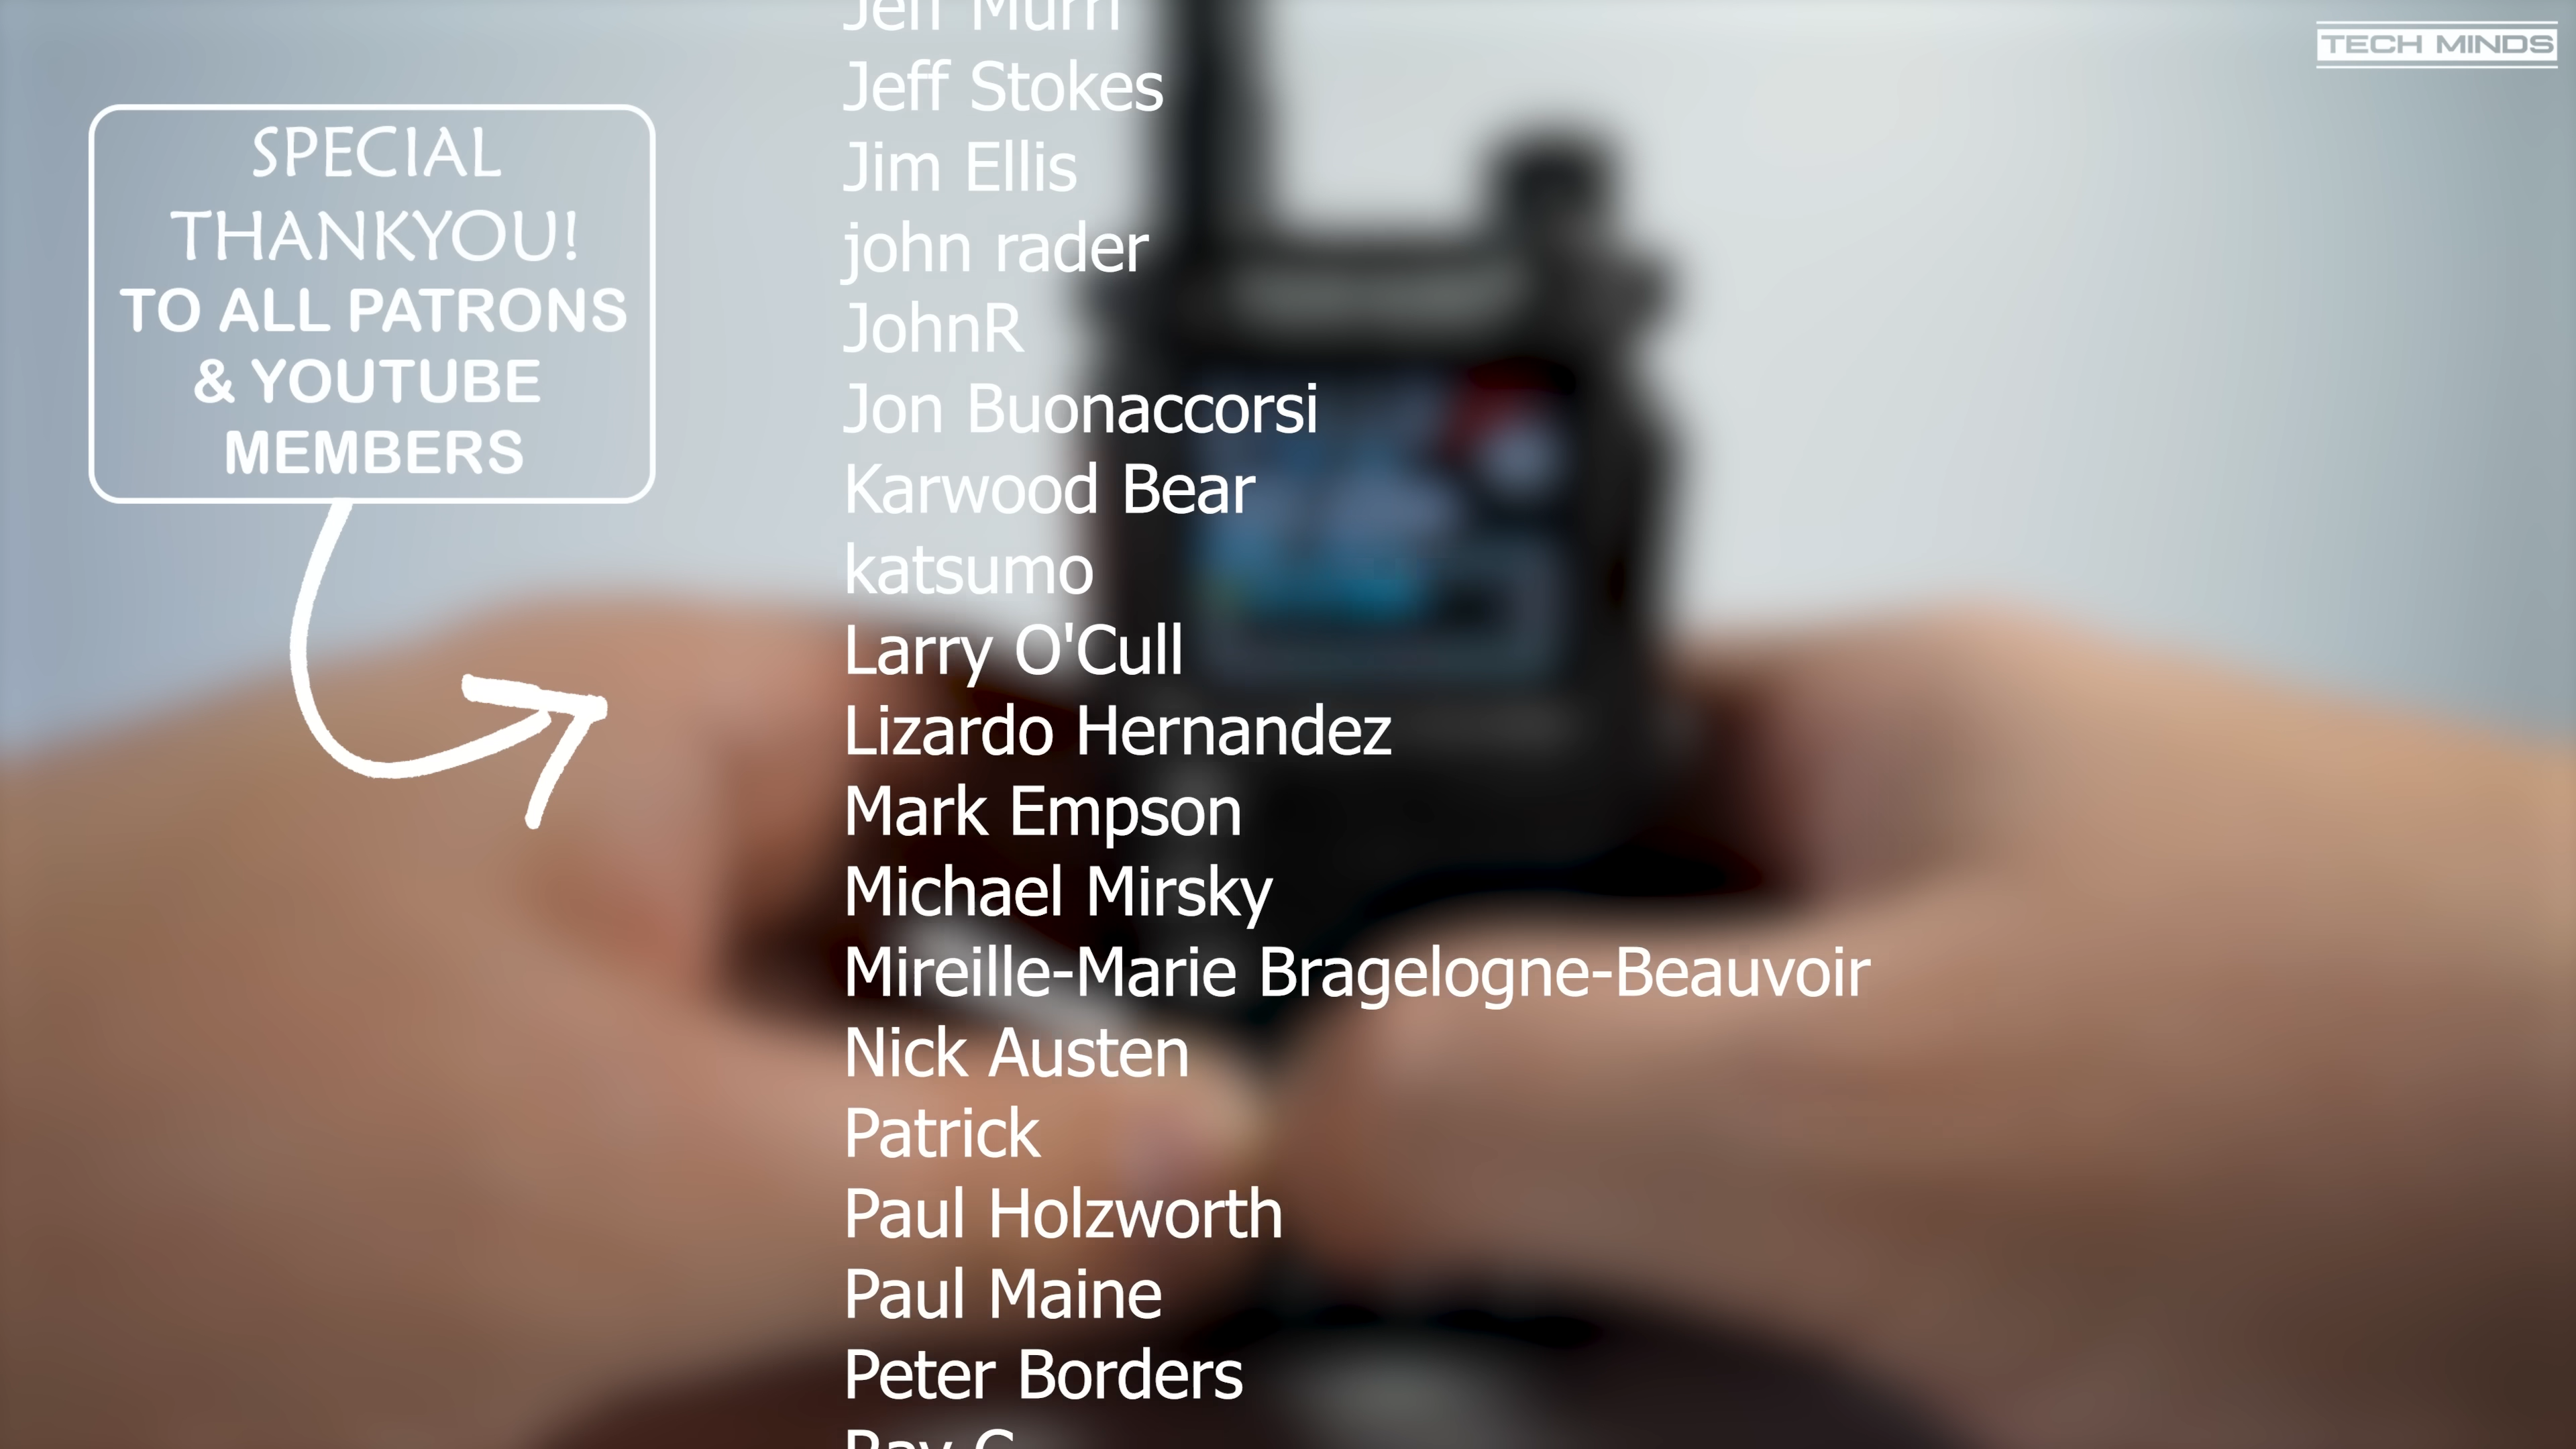 SPECIAL
THANKYOU!
TO ALL PATRONS
& YOUTUBE
MEMBERS
Jeff Stokes
Jim Ellis
john rader
JohnR
Jon Buonaccorsi
Karwood Bear
katsumo
Larry O'Cull
Lizardo Hernandez
Mark Empson
Michael Mirsky
Mireille-Marie Bragelogne-Beauvoir
Nick Austen
Patrick
Paul Holzworth
Paul Maine
Peter Borders
TECH MINDS